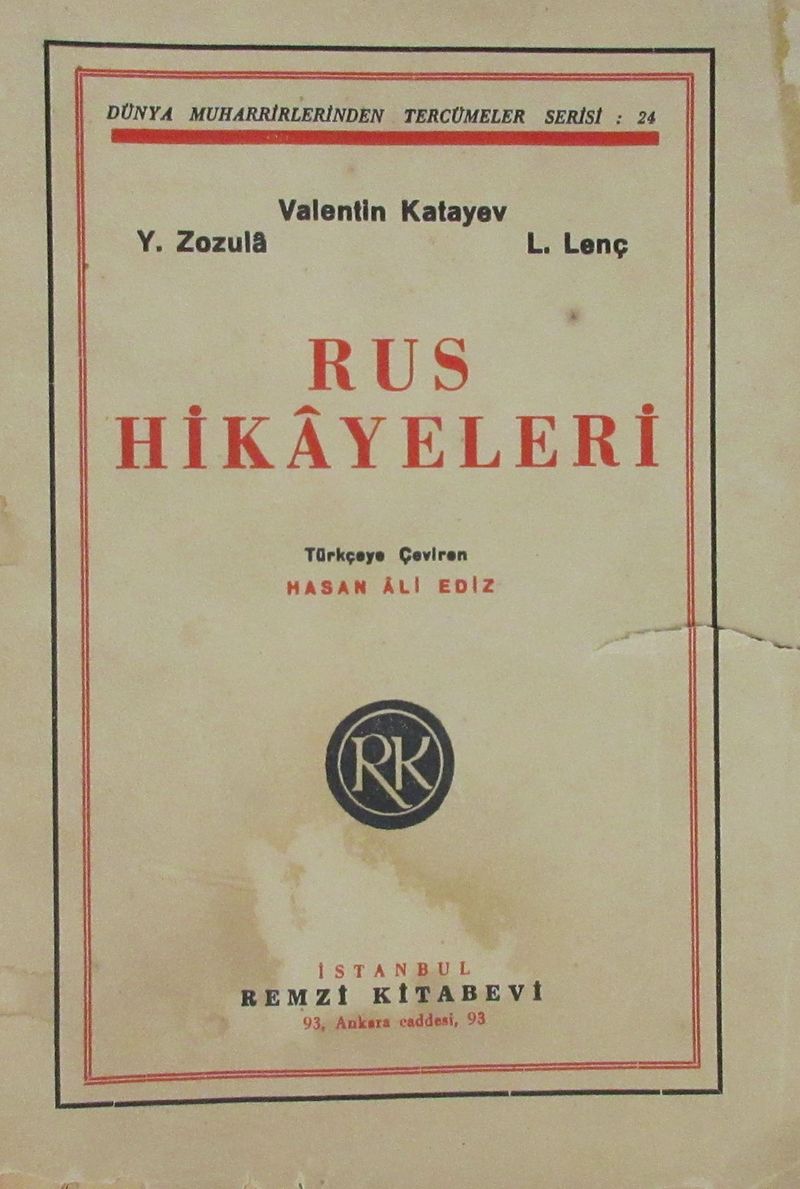 DÜNYA MUHARRİRLERİNDEN TERCÜMELER SERİSİ : 24
Valentin Katayev
Y. Zozulâ L. Lenç
RUS
HİKÂYELERİ
Türkçeye Çeviren
HASAN ÂLİ EDİZ
RK
İSTANBUL
REMZİ KİTABEVİ
93, Ankara caddesi, 93